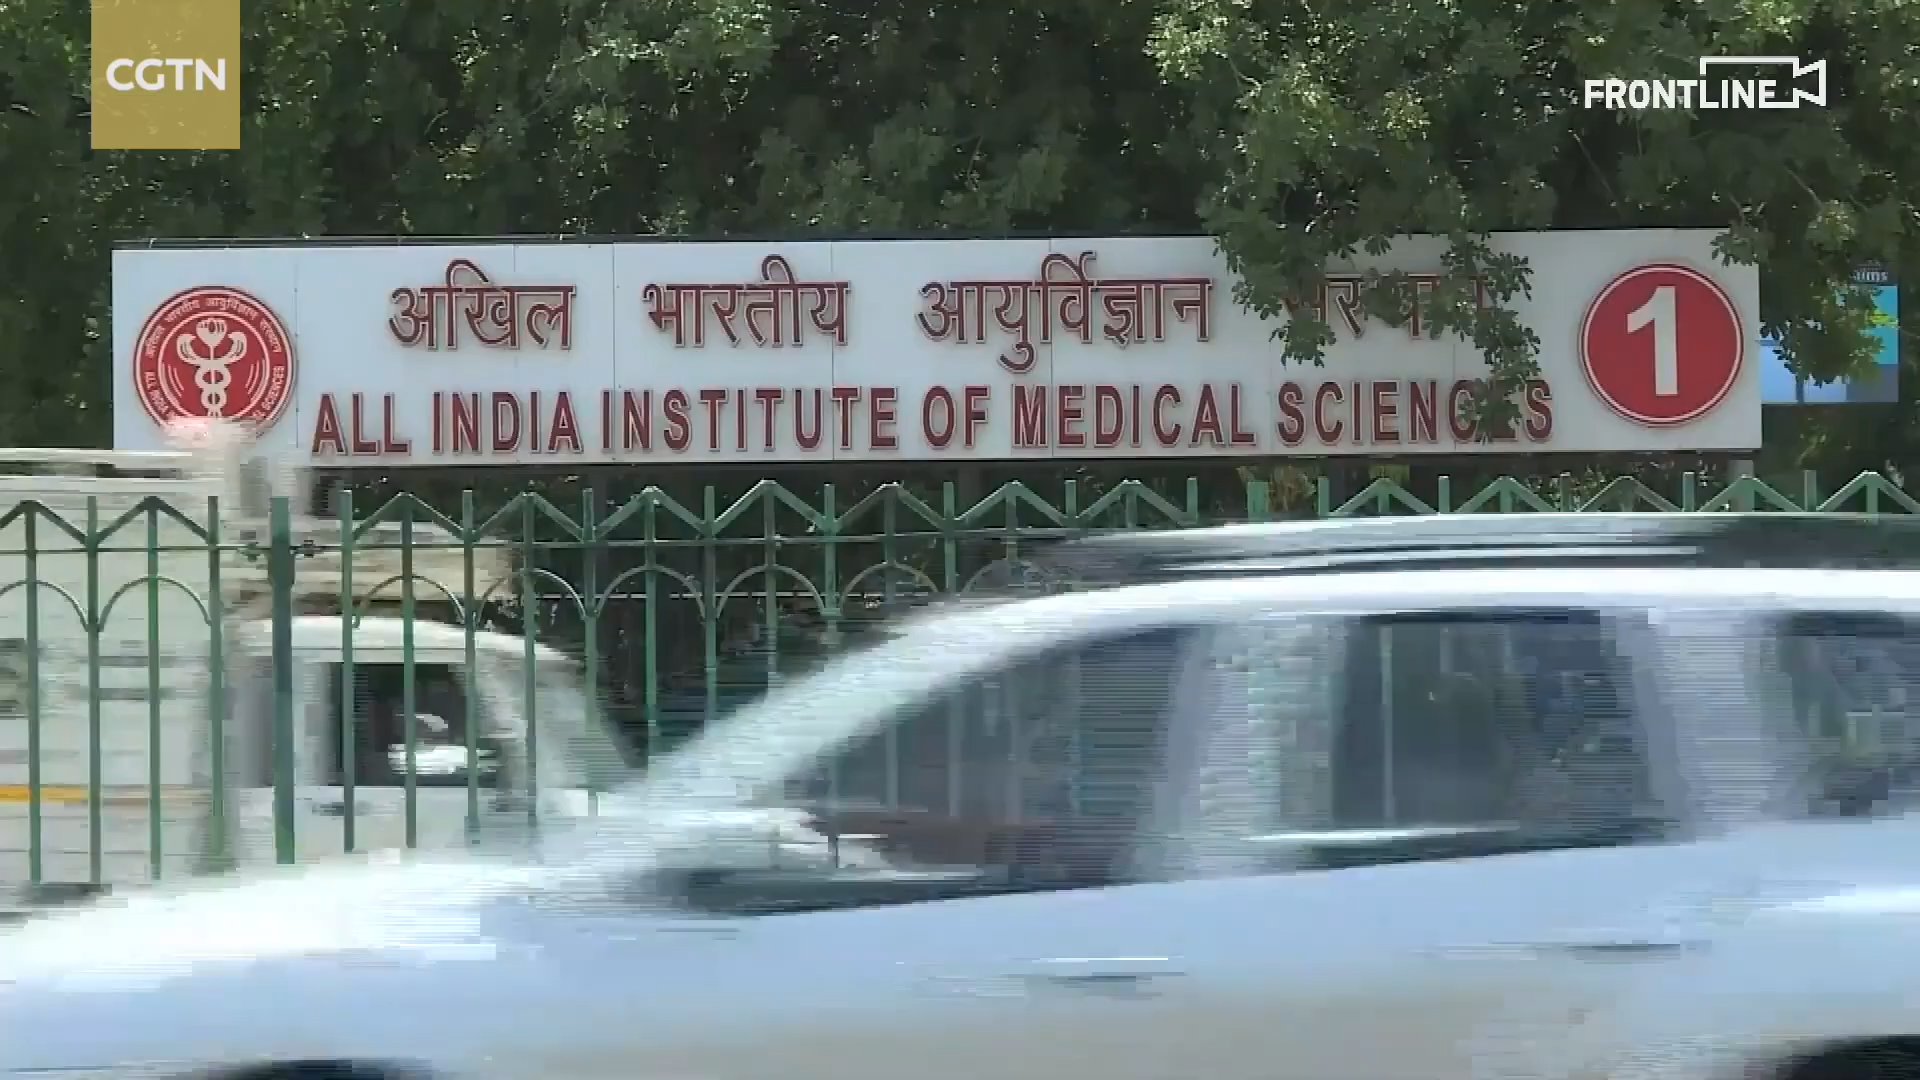 CGTN
FRONTLINE
अखिल भारतीय आयुर्विज्ञान
ALL INDIA INSTITUTE OF MEDICAL SCIENCES
1